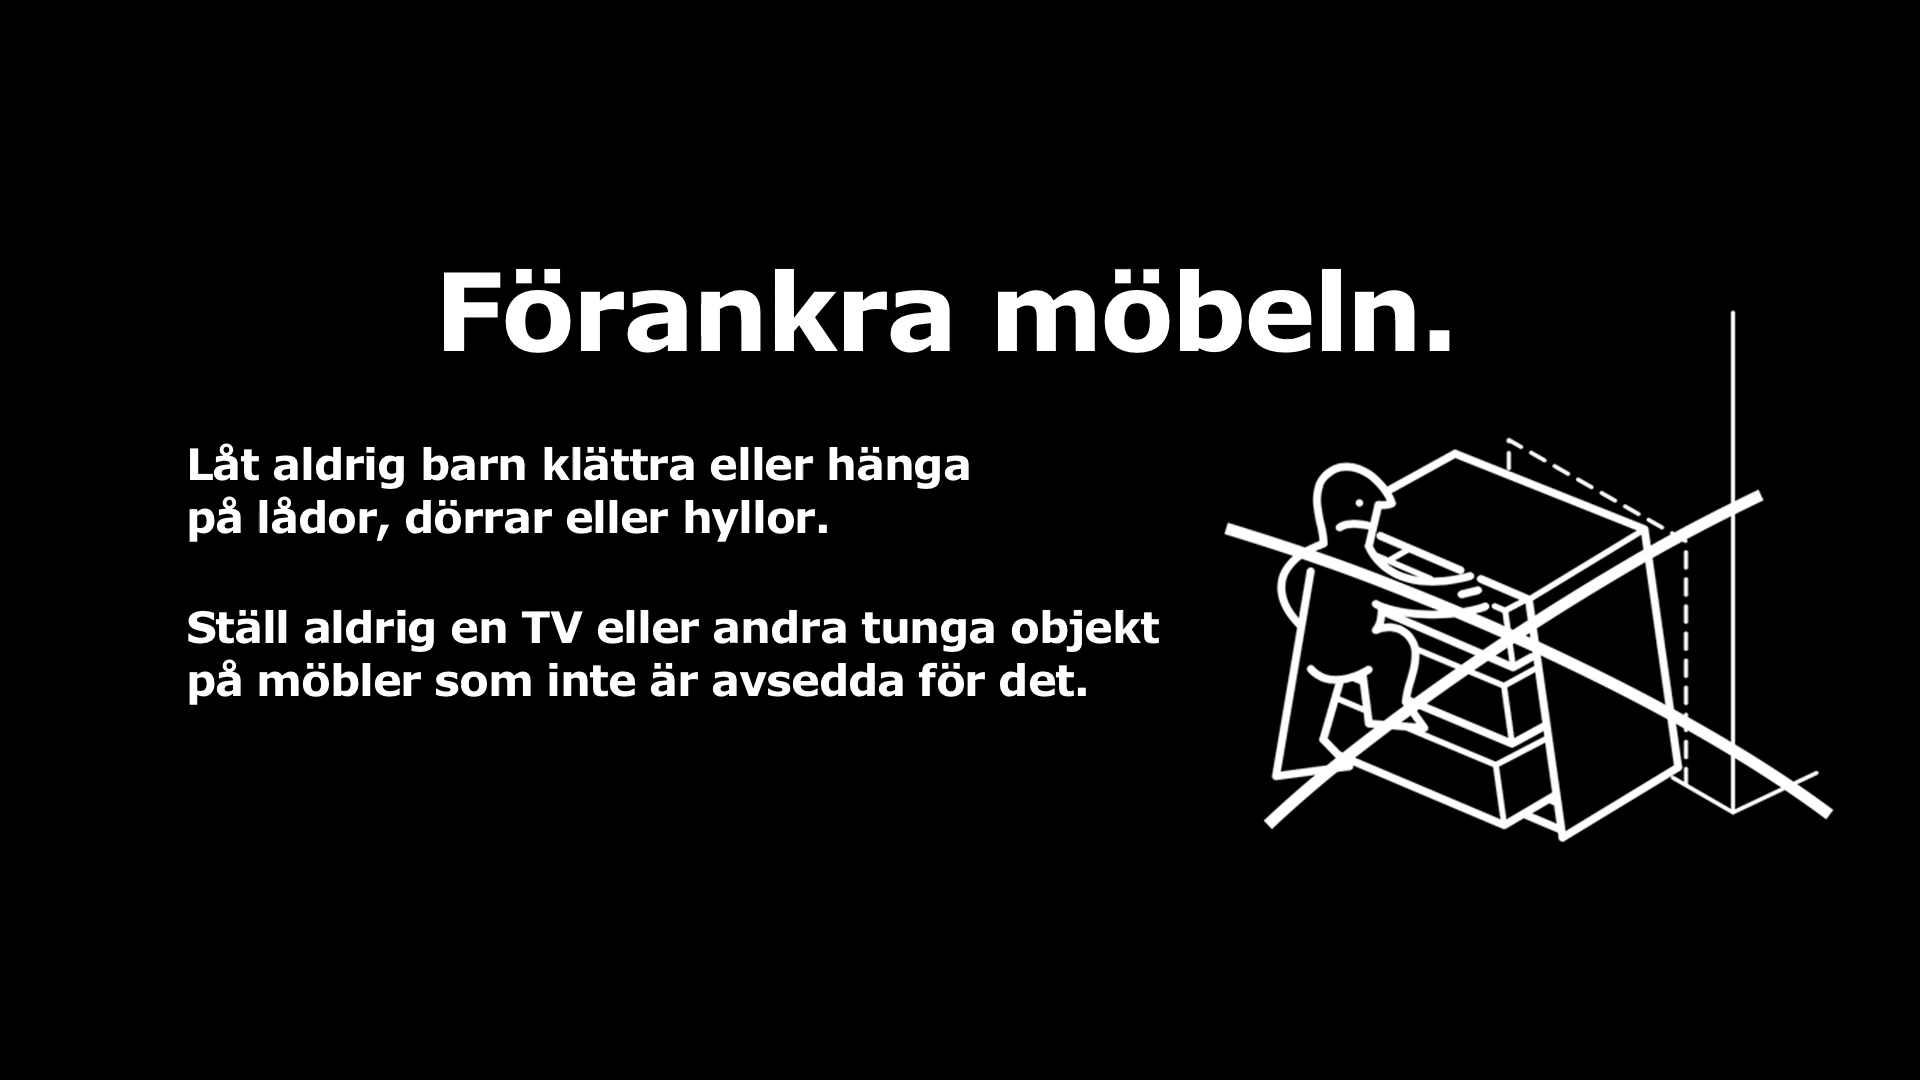 Förankra möbeln.
Låt aldrig barn klättra eller hänga
på lådor, dörrar eller hyllor.
Ställ aldrig en TV eller andra tunga objekt
på möbler som inte är avsedda för det.